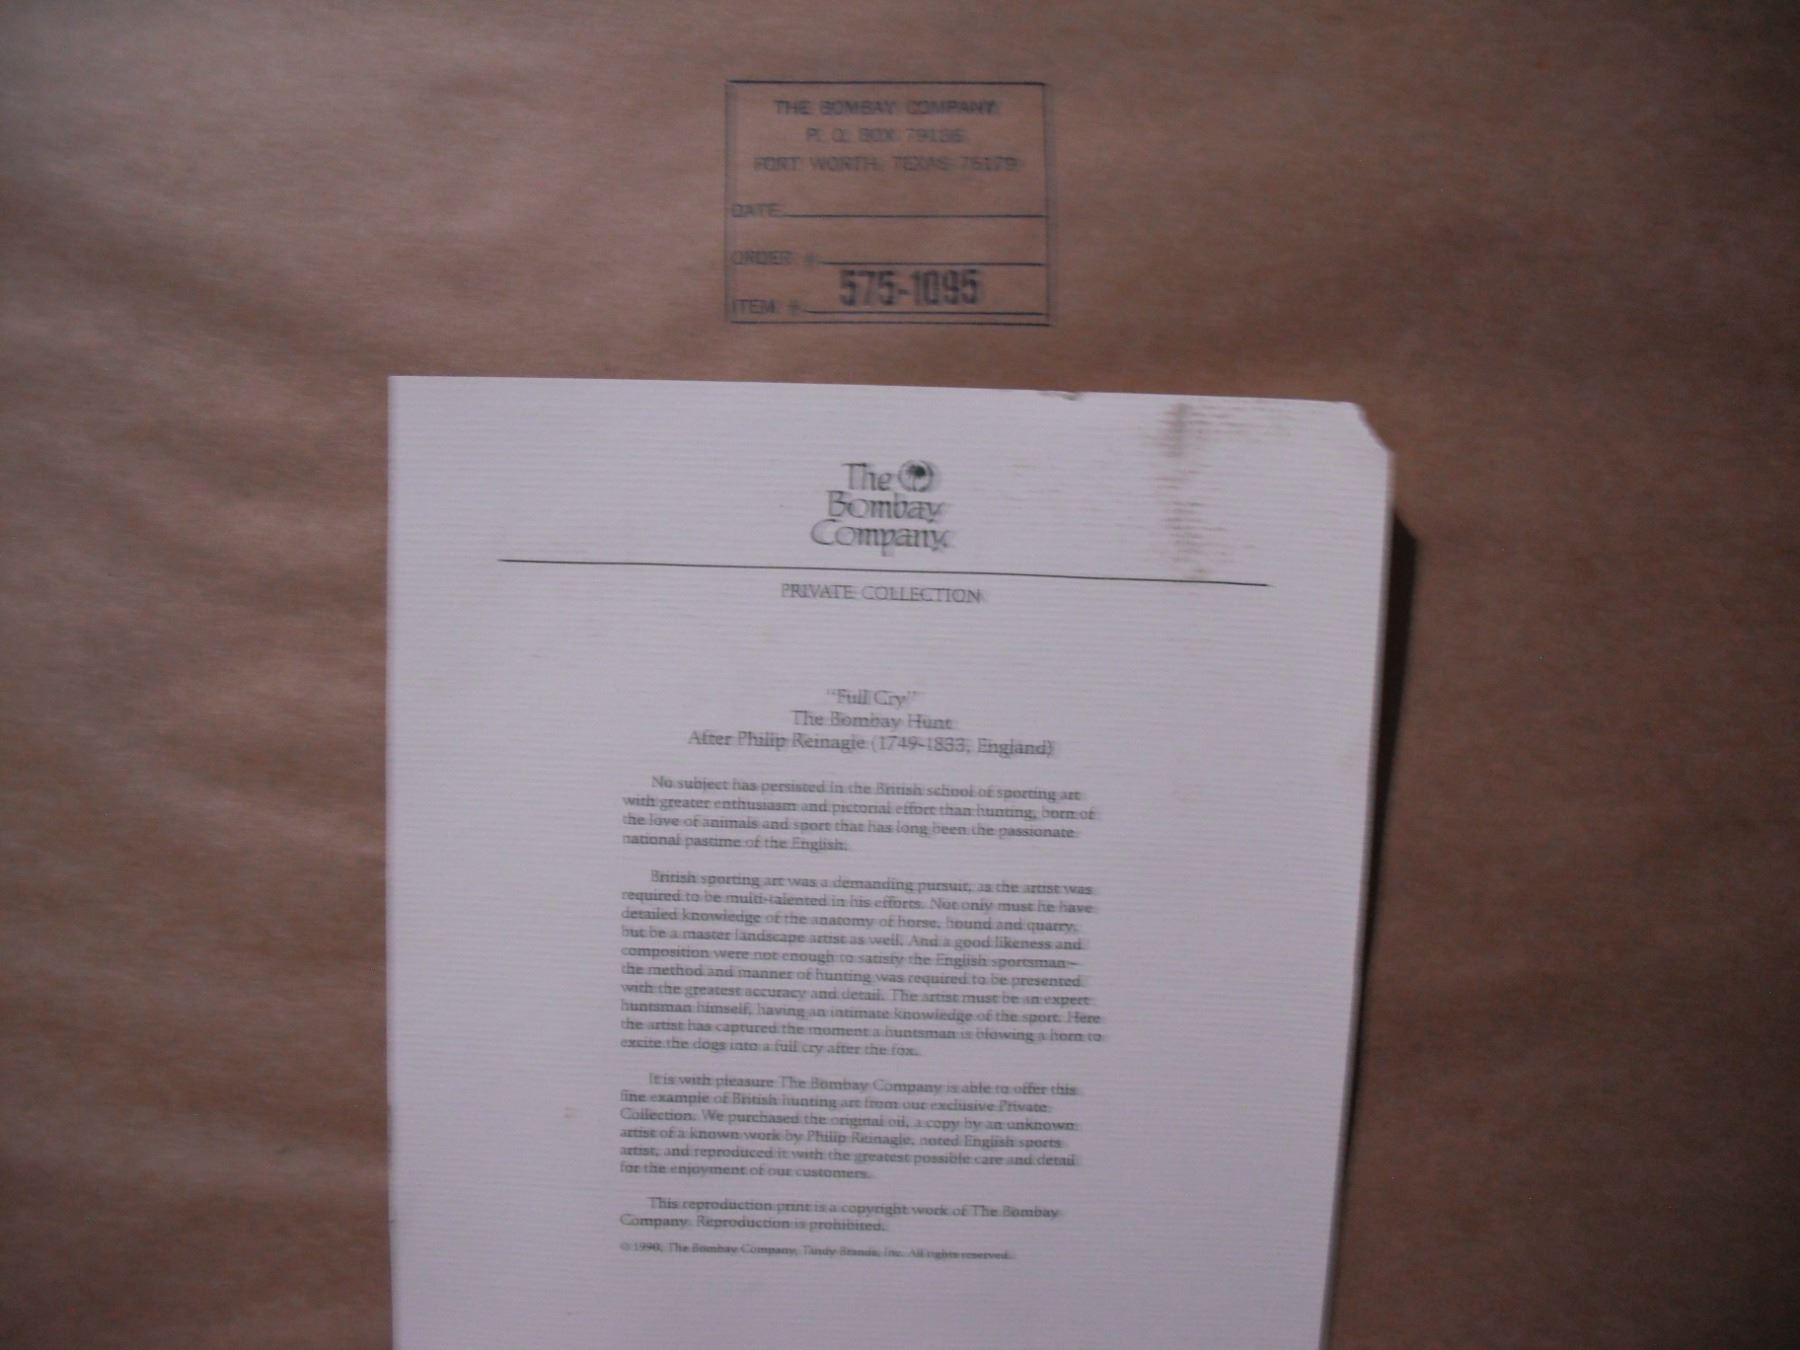 THE BOMBAY COMPANY
P. O. BOX 79186
FORT WORTH, TEXAS 76179
DATE
ORDER #
575-1095
ITEM #
The
Bombay
Company
PRIVATE COLLECTION
"Full Cry"
The Bombay Hunt
After Philip Reinagle (1749-1833, England)
No subject has persisted in the British school of sporting art
with greater enthusiasm and pictorial effort than hunting, born of
the love of animals and sport that has long been the passionate
national pastime of the English.
British sporting art was a demanding pursuit, as the artist was
required to be multi-talented in his efforts. Not only must he have
detailed knowledge of the anatomy of horse, hound and quarry,
but be a master landscape artist as well. And a good likeness and
composition were not enough to satisfy the English sportsman—
the method and manner of hunting was required to be presented
with the greatest accuracy and detail. The artist must be an expert
huntsman himself, having an intimate knowledge of the sport. Here
the artist has captured the moment a huntsman is blowing a horn to
excite the dogs into a full cry after the fox.
It is with pleasure The Bombay Company is able to offer this
fine example of British hunting art from our exclusive Private
Collection. We purchased the original oil, a copy by an unknown
artist of a known work by Philip Reinagle, noted English sports
artist, and reproduced it with the greatest possible care and detail
for the enjoyment of our customers.
This reproduction print is a copyright work of The Bombay
Company. Reproduction is prohibited.
© 1990, The Bombay Company, Tandy Brands, Inc. All rights reserved.